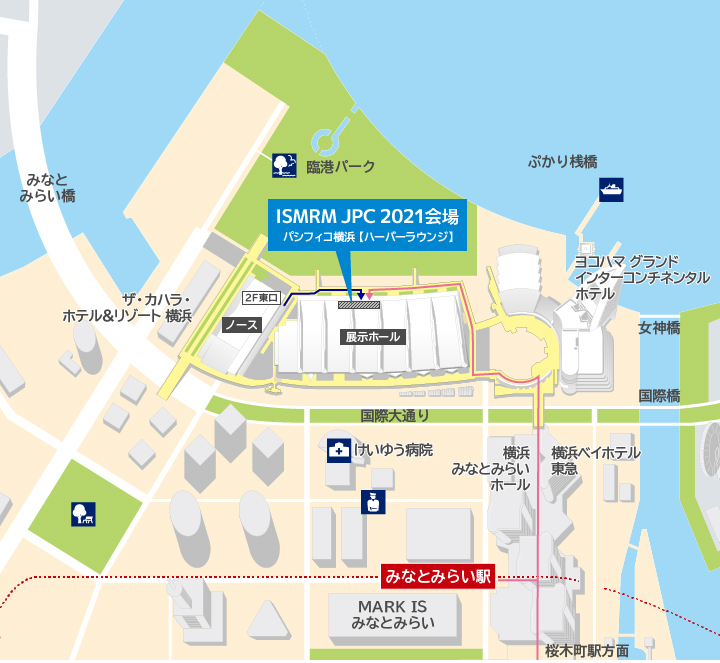 みなと
みらい橋
臨港パーク
ぷかり桟橋
ISMRM JPC 2021会場
パシフィコ横浜【ハーバーラウンジ】
ヨコハマ グランド
インターコンチネンタル
ホテル
ザ・カハラ・
ホテル&リゾート 横浜
2F東口
ノース
展示ホール
女神橋
国際橋
国際大通り
けいゆう病院
横浜
みなとみらい
ホール
横浜ベイホテル
東急
みなとみらい駅
MARK IS
みなとみらい
桜木町駅方面